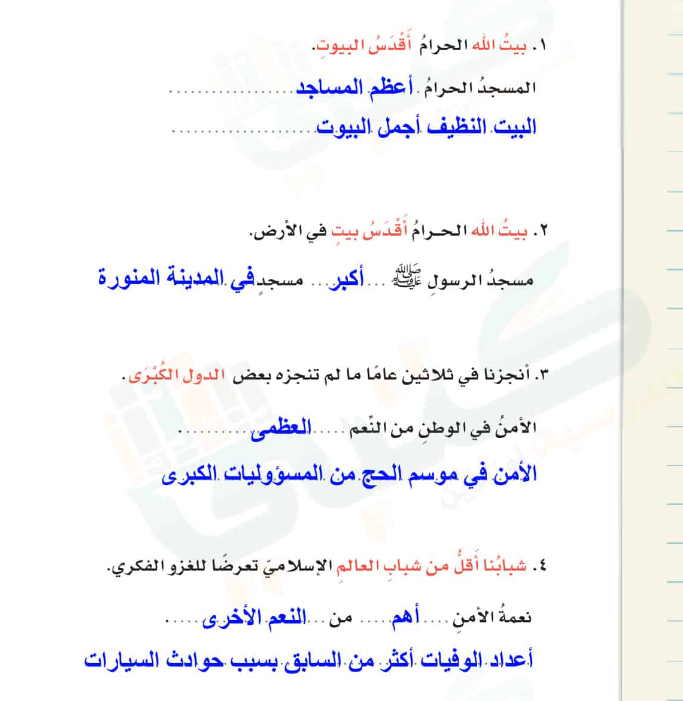 ١. بيتُ الله الحرامُ أَقْدَسُ البيوتِ.
المسجدُ الحرامُ . أعظم المساجد ..................
البيت النظيف أجمل البيوت ....................
٢. بيتُ الله الحرامُ أَقْدَسُ بيتٍ في الأرض.
مسجدُ الرسولِ ﷺ ... أكبر ... مسجدٍ في المدينة المنورة
٣. أنجزنا في ثلاثين عامًا ما لم تنجزه بعض الدول الكُبْرَى.
الأمنُ في الوطنِ من النِّعم ..... العظمى ..........
الأمن في موسم الحج من المسؤوليات الكبرى
٤. شبابُنا أَقلُّ من شبابِ العالمِ الإسلاميّ تعرضًا للغزو الفكري.
نعمةُ الأمنِ .... أهم ..... من ... النعم الأخرى .....
أعداد الوفيات أكثر من السابق بسبب حوادث السيارات